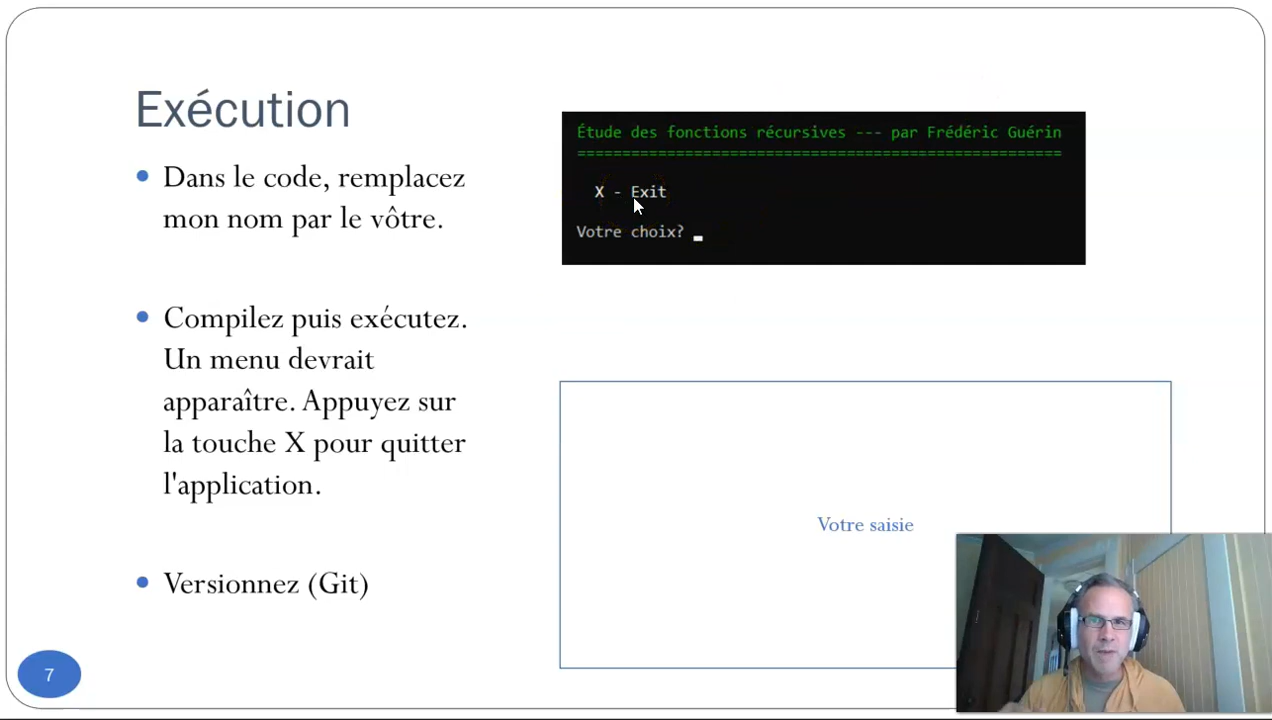 Exécution
Dans le code, remplacez
mon nom par le vôtre.
Compilez puis exécutez.
Un menu devrait
apparaître. Appuyez sur
la touche X pour quitter
l'application.
Versionnez (Git)
7
Étude des fonctions récursives --- par Frédéric Guérin
======================================================
X - Exit
Votre choix? _
Votre saisie